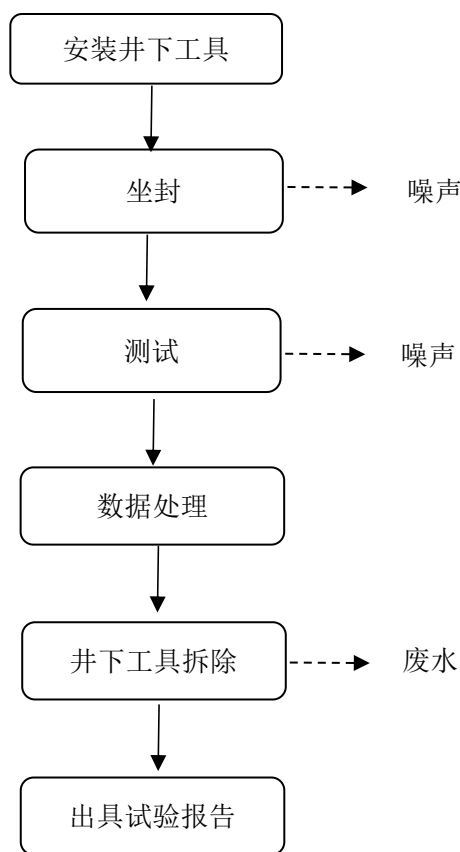 安装井下工具
坐封
噪声
测试
噪声
数据处理
井下工具拆除
废水
出具试验报告